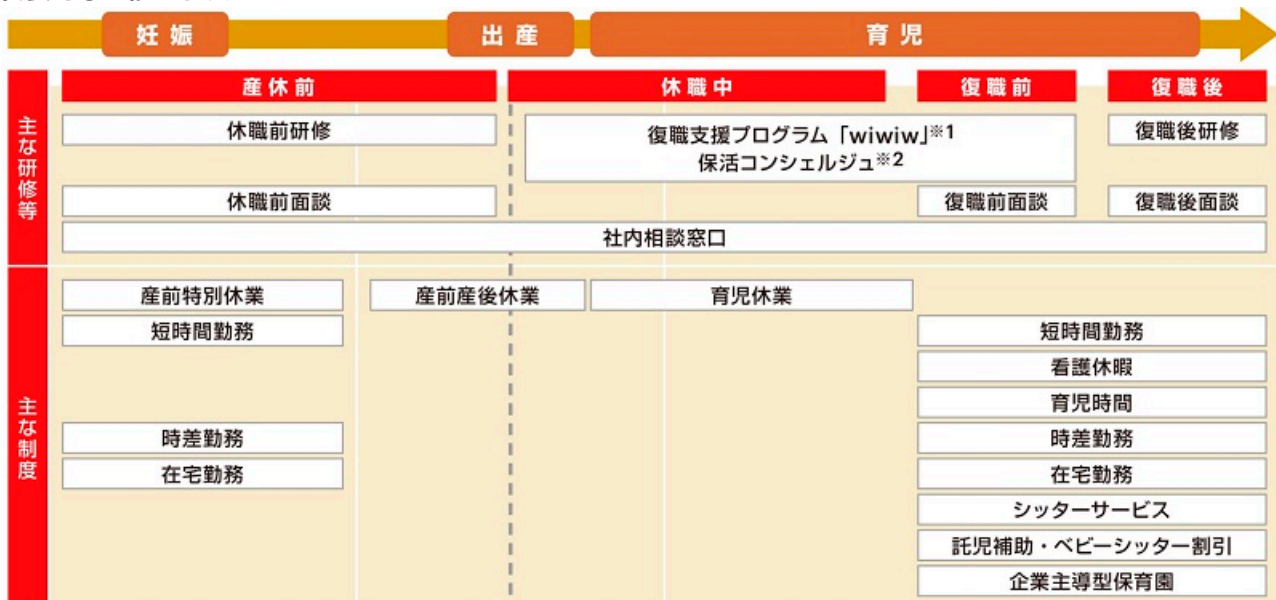 妊娠
出産
育児
産休前
休職中
復職前
復職後
主な研修等
休職前研修
復職支援プログラム「wiwiw」※1
保活コンシェルジュ※2
復職後研修
休職前面談
復職前面談
復職後面談
社内相談窓口
主な制度
産前特別休業
産前産後休業
育児休業
短時間勤務
短時間勤務
看護休暇
育児時間
時差勤務
時差勤務
在宅勤務
在宅勤務
シッターサービス
託児補助・ベビーシッター割引
企業主導型保育園